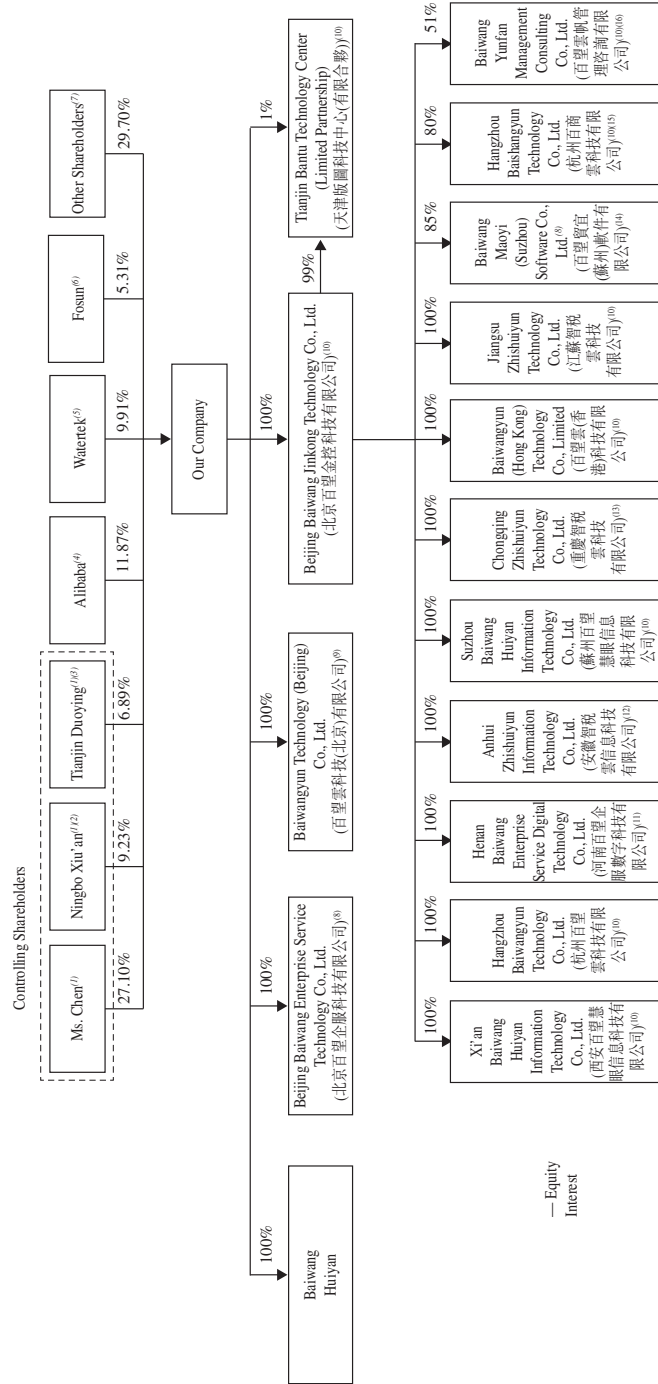 Controlling Shareholders
Ms. Chen(1)
Ningbo Xiu'an(1)(2)
Tianjin Duoying(1)(3)
Alibaba(4)
Watertek(5)
Fosun(6)
Other Shareholders(7)
27.10%
9.23%
6.89%
11.87%
9.91%
5.31%
29.70%
Our Company
100%
100%
100%
100%
1%
Baiwang
Huiyan
Beijing Baiwang Enterprise Service
Technology Co., Ltd.
(北京百望企服科技有限公司)(8)
Baiwangyun Technology (Beijing)
Co., Ltd.
(百望雲科技(北京)有限公司)(9)
Beijing Baiwang Jinkong Technology Co., Ltd.
(北京百望金控科技有限公司)(10)
99%
Tianjin Bantu Technology Center
(Limited Partnership)
(天津版圖科技中心(有限合夥))(10)
100%
100%
100%
100%
100%
100%
100%
100%
85%
80%
51%
Xi'an
Baiwang
Huiyan
Information
Technology
Co., Ltd.
(西安百望慧
眼信息科技有
限公司)(10)
Hangzhou
Baiwangyun
Technology
Co., Ltd.
(杭州百望
雲科技有限
公司)(10)
Henan
Baiwang
Enterprise
Service Digital
Technology
Co., Ltd.
(河南百望企
服數字科技有
限公司)(11)
Anhui
Zhishuiyun
Information
Technology
Co., Ltd.
(安徽智税
雲信息科技
有限公司)(12)
Suzhou
Baiwang
Huiyan
Information
Technology
Co., Ltd.
(蘇州百望
慧眼信息
科技有限
公司)(10)
Chongqing
Zhishuiyun
Technology
Co., Ltd.
(重慶智税
雲科技
有限公司)(13)
Baiwangyun
(Hong Kong)
Technology
Co., Limited
(百望雲(香
港)科技有限
公司)(10)
Jiangsu
Zhishuiyun
Technology
Co., Ltd.
(江蘇智税
雲科技
有限公司)(10)
Baiwang
Maoyi
(Suzhou)
Software Co.,
Ltd.(8)
(百望貿宜
(蘇州)軟件有
限公司)(14)
Hangzhou
Baishangyun
Technology
Co., Ltd.
(杭州百商
雲科技有限
公司)(10)(15)
Baiwang
Yunfan
Management
Consulting
Co., Ltd.
(百望雲帆管
理咨詢有限
公司)(10)(16)
— Equity
Interest